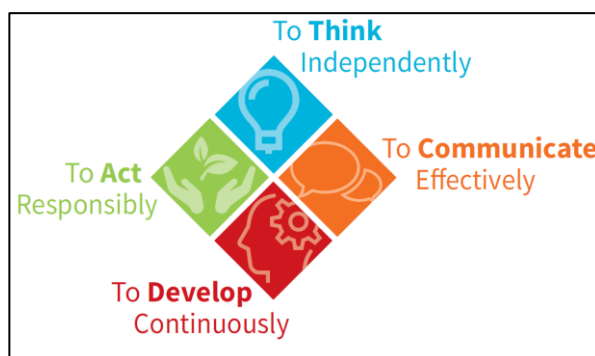 To Think
Independently
To Communicate
Effectively
To Act
Responsibly
To Develop
Continuously